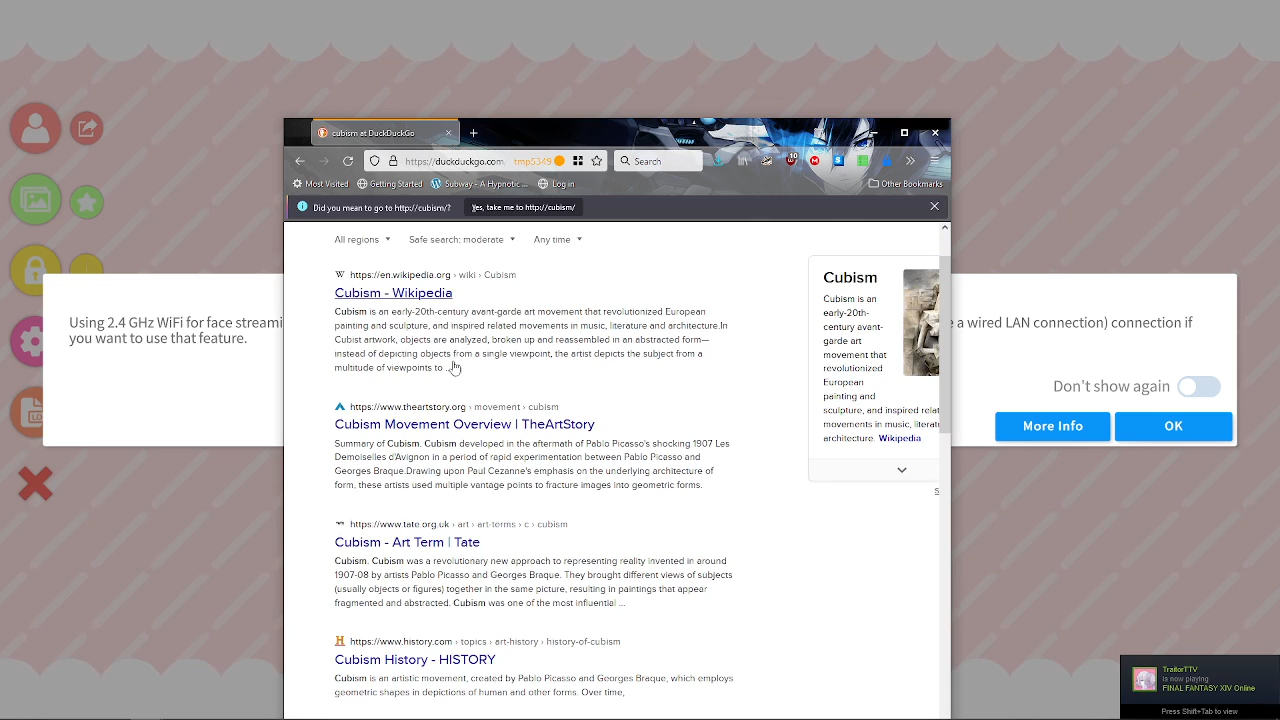 cubism at DuckDuckGo
https://duckduckgo.com
tmp5349
Search
10
Most Visited
Getting Started
Subway - A Hypnotic ...
Log in
Other Bookmarks
Did you mean to go to http://cubism/?
Yes, take me to http://cubism/
All regions
Safe search: moderate
Any time
https://en.wikipedia.org › wiki › Cubism
Cubism - Wikipedia
Cubism is an early-20th-century avant-garde art movement that revolutionized European
painting and sculpture, and inspired related movements in music, literature and architecture.In
Cubist artwork, objects are analyzed, broken up and reassembled in an abstracted form—
instead of depicting objects from a single viewpoint, the artist depicts the subject from a
multitude of viewpoints to ...
https://www.theartstory.org › movement › cubism
Cubism Movement Overview | TheArtStory
Summary of Cubism. Cubism developed in the aftermath of Pablo Picasso's shocking 1907 Les
Demoiselles d'Avignon in a period of rapid experimentation between Pablo Picasso and
Georges Braque.Drawing upon Paul Cezanne's emphasis on the underlying architecture of
form, these artists used multiple vantage points to fracture images into geometric forms.
https://www.tate.org.uk › art › art-terms › c › cubism
Cubism - Art Term | Tate
Cubism. Cubism was a revolutionary new approach to representing reality invented in around
1907-08 by artists Pablo Picasso and Georges Braque. They brought different views of subjects
(usually objects or figures) together in the same picture, resulting in paintings that appear
fragmented and abstracted. Cubism was one of the most influential ...
https://www.history.com › topics › art-history › history-of-cubism
Cubism History - HISTORY
Cubism is an artistic movement, created by Pablo Picasso and Georges Braque, which employs
geometric shapes in depictions of human and other forms. Over time,
Cubism
Cubism is an
early-20th-
century avant-
garde art
movement that
revolutionized
European
painting and
sculpture, and inspired relat
movements in music, literat
architecture. Wikipedia
S
Using 2.4 GHz WiFi for face streami
e a wired LAN connection) connection if
you want to use that feature.
Don't show again
More Info
OK
TraitorTTV
is now playing
FINAL FANTASY XIV Online
Press Shift+Tab to view